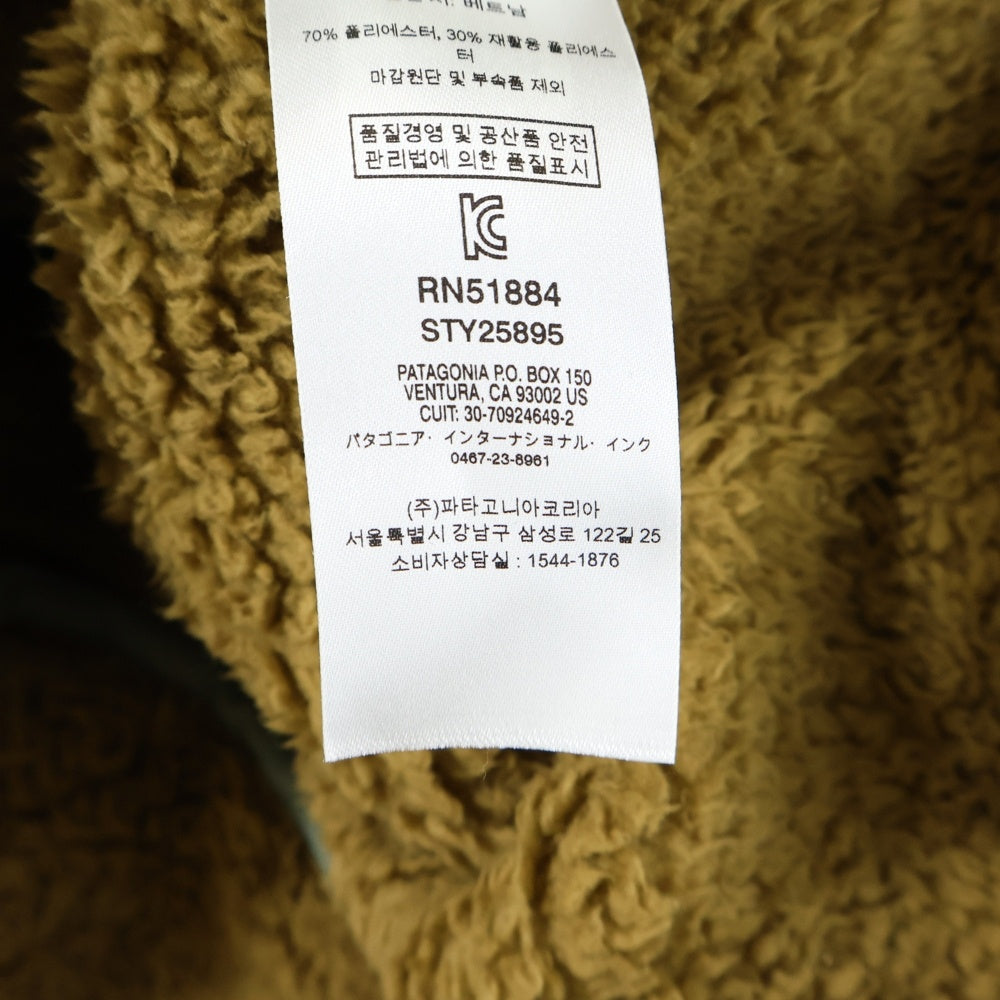 베트남
70% 폴리에스터, 30% 재활용 폴리에스
터
마감원단 및 부속품 제외
품질경영 및 공산품 안전
관리법에 의한 품질표시
RN51884
STY25895
PATAGONIA P.O. BOX 150
VENTURA, CA 93002 US
CUIT: 30-70924649-2
パタゴニア・インターナショナル・インク
0467-23-8961
(주)파타고니아코리아
서울특별시 강남구 삼성로 122길 25
소비자상담실 : 1544-1876